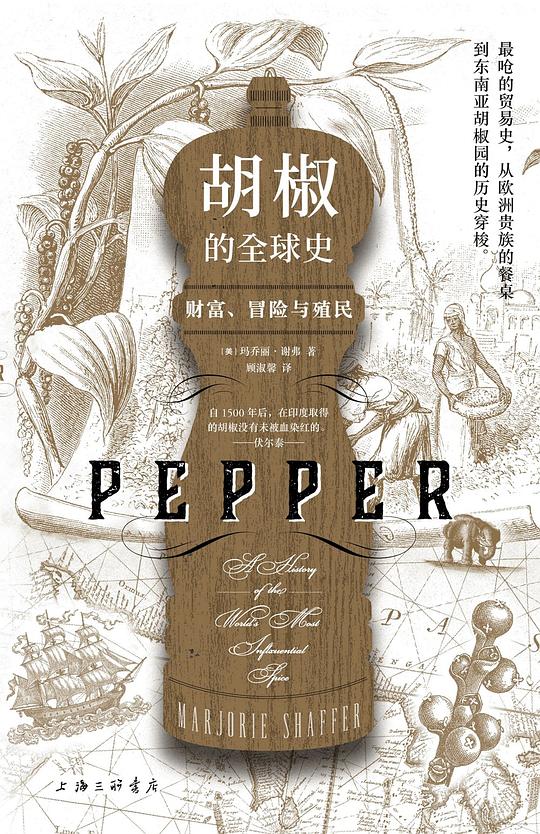 最呛的贸易史，从欧洲贵族的餐桌
到东南亚胡椒园的历史穿梭。
胡椒
的全球史
财富、冒险与殖民
［美］玛乔丽·谢弗 著
顾淑馨 译
自 1500 年后，在印度取得
的胡椒没有未被血染红的。
——伏尔泰——
PEPPER
A History
of the
World's Most
Influential
Spice
MARJORIE SHAFFER
上海三联书店
Ormus
P A